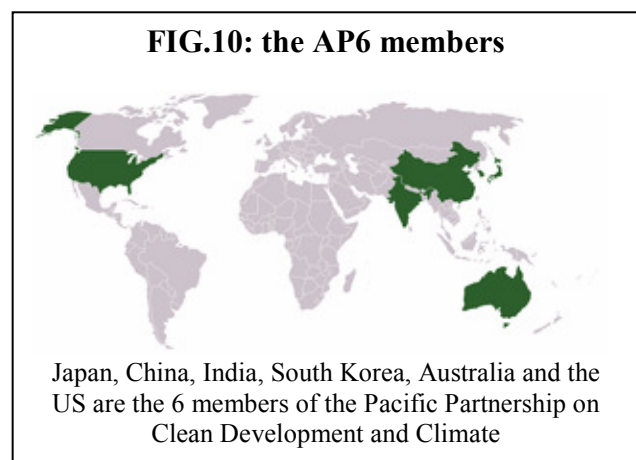 FIG.10: the AP6 members
Japan, China, India, South Korea, Australia and the
US are the 6 members of the Pacific Partnership on
Clean Development and Climate